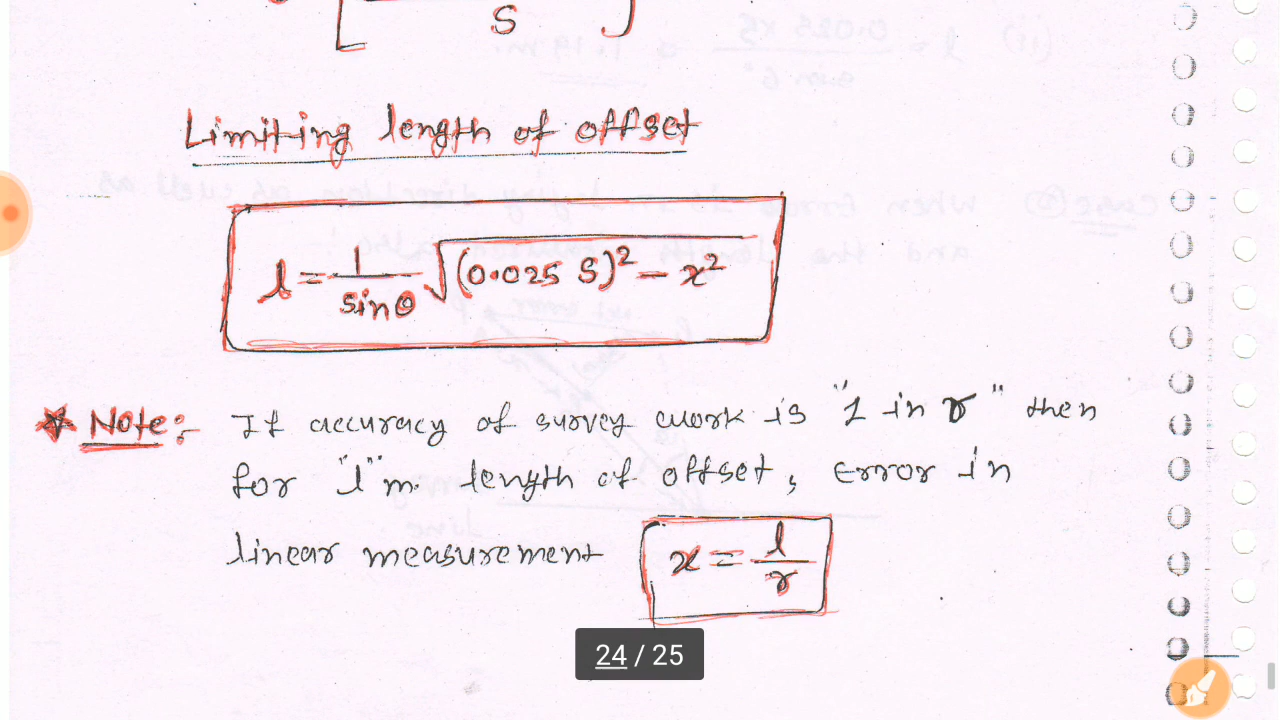 S
Limiting length of offset
l = 1/sinθ √(0.025 S)² − x²
★ Note:- If accuracy of survey work is "1 in r" then
for "l" m. length of offset, Error in
linear measurement x = l/r
24 / 25